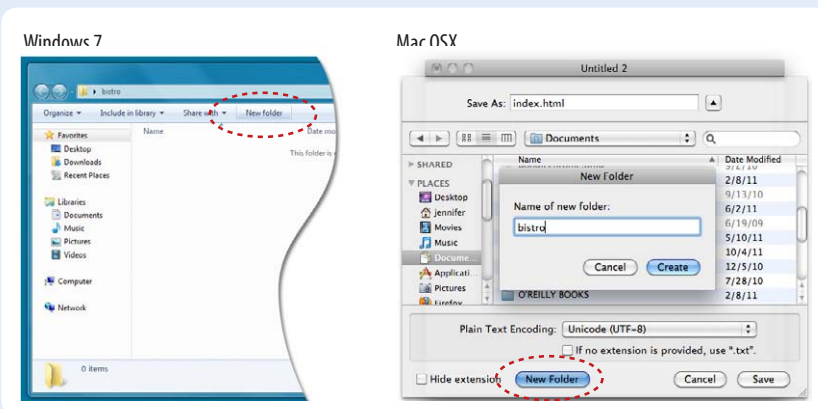 Windows 7
bistro
Organize
Include in library
Share with
New folder
Favorites
Desktop
Downloads
Recent Places
Libraries
Documents
Music
Pictures
Videos
Computer
Network
Name
Date mo
This folder is
0 items
Mac OSX
Untitled 2
Save As: index.html
Documents
SHARED
PLACES
Desktop
jennifer
Movies
Music
Docume...
Applicati...
Pictures
Firefox
Name
Date Modified
2/8/11
9/13/10
6/2/11
6/19/09
5/10/11
10/4/11
12/5/10
7/28/10
O'REILLY BOOKS 2/8/11
New Folder
Name of new folder:
bistro
Cancel Create
Plain Text Encoding: Unicode (UTF-8)
If no extension is provided, use ".txt".
Hide extension New Folder Cancel Save